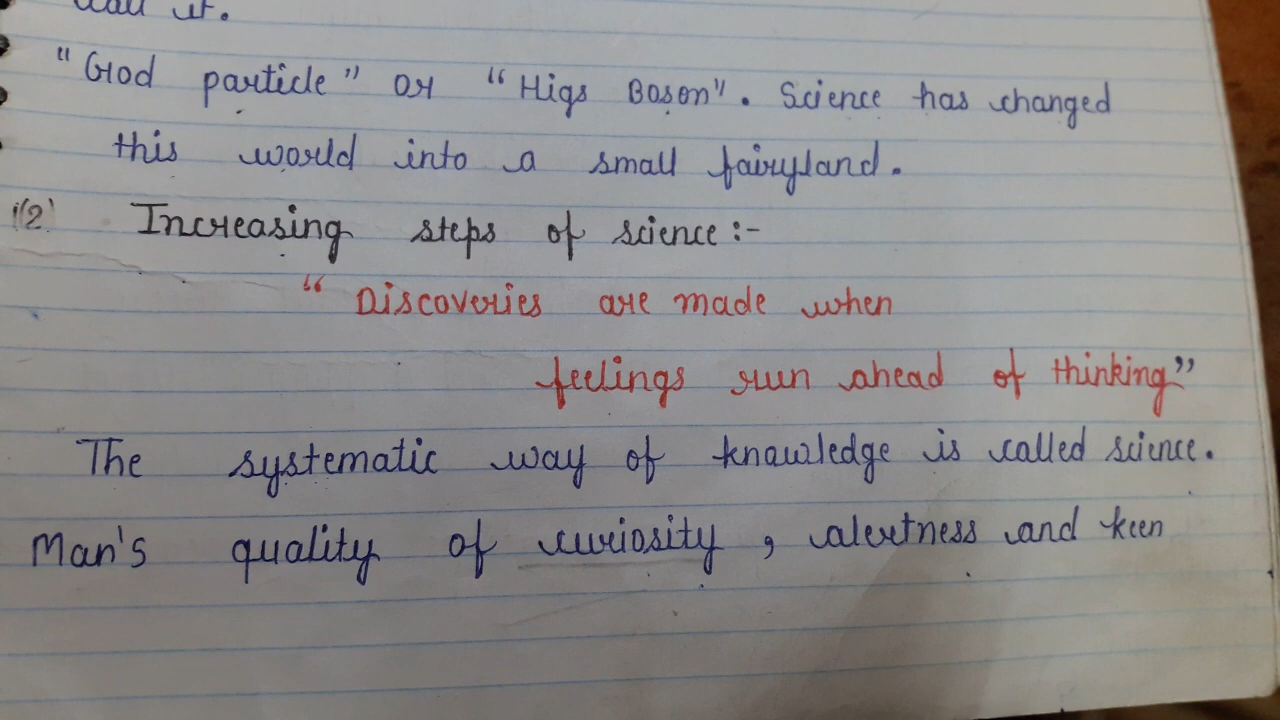 call it.
"God particle" or "Higs Boson". Science has changed
this world into a small fairyland.
(2) Increasing steps of science :-
"Discoveries are made when
feelings run ahead of thinking"
The systematic way of knowledge is called science.
Man's quality of curiosity, alertness and keen